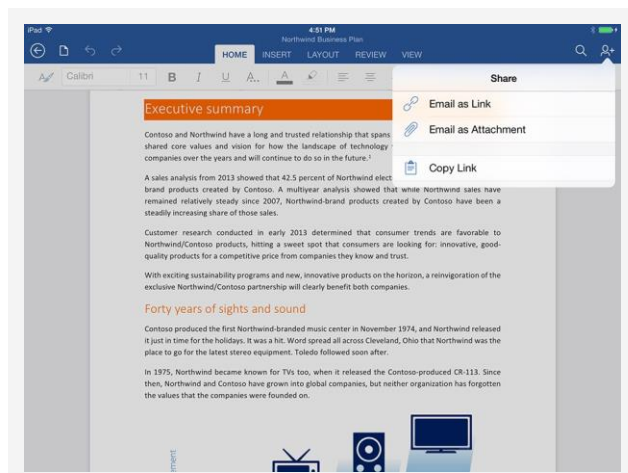 iPad 4:51 PM
Northwind Business Plan
HOME INSERT LAYOUT REVIEW VIEW
Calibri 11 B I U A.. A
Share
Email as Link
Email as Attachment
Copy Link
Executive summary
Contoso and Northwind have a long and trusted relationship that spans
shared core values and vision for how the landscape of technology
companies over the years and will continue to do so in the future.¹
A sales analysis from 2013 showed that 42.5 percent of Northwind elect
brand products created by Contoso. A multiyear analysis showed that while Northwind sales have
remained relatively steady since 2007, Northwind-brand products created by Contoso have been a
steadily increasing share of those sales.
Customer research conducted in early 2013 determined that consumer trends are favorable to
Northwind/Contoso products, hitting a sweet spot that consumers are looking for: innovative, good-
quality products for a competitive price from companies they know and trust.
With exciting sustainability programs and new, innovative products on the horizon, a reinvigoration of the
exclusive Northwind/Contoso partnership will clearly benefit both companies.
Forty years of sights and sound
Contoso produced the first Northwind-branded music center in November 1974, and Northwind released
it just in time for the holidays. It was a hit. Word spread all across Cleveland, Ohio that Northwind was the
place to go for the latest stereo equipment. Toledo followed soon after.
In 1975, Northwind became known for TVs too, when it released the Contoso-produced CR-113. Since
then, Northwind and Contoso have grown into global companies, but neither organization has forgotten
the values that the companies were founded on.